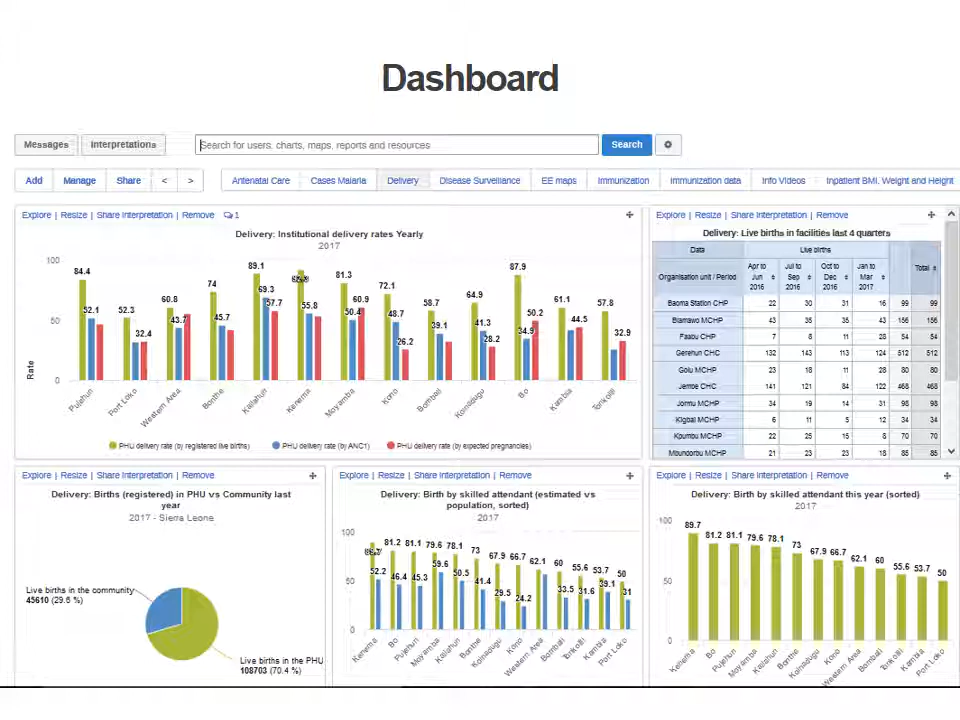 Dashboard
Messages Interpretations Search for users, charts, maps, reports and resources Search
Add Manage Share < > Antenatal Care Cases Malaria Delivery Disease Surveillance EE maps Immunization Immunization data Info Videos Inpatient BMI, Weight and Height
Explore | Resize | Share interpretation | Remove 1
Delivery: Institutional delivery rates Yearly
2017
100
50
0
Rate
84.4 52.1 52.3 32.4 60.8 43.7 74 45.7 89.1 69.3 57.7 55.8 81.3 50.4 60.9 72.1 48.7 26.2 58.7 39.1 64.9 41.3 28.2 87.9 34.9 50.2 61.1 44.5 57.8 32.9
Pujehun Port Loko Western Area Bonthe Kailahun Kenema Moyamba Kono Bombali Koinadugu Bo Kambia Tonkolili
PHU delivery rate (by registered live births) PHU delivery rate (by ANC1) PHU delivery rate (by expected pregnancies)
Explore | Resize | Share interpretation | Remove
Delivery: Live births in facilities last 4 quarters
Data Live births
Organisation unit / Period Apr to Jun 2016 Jul to Sep 2016 Oct to Dec 2016 Jan to Mar 2017 Total
Baoma Station CHP 22 30 31 16 99 99
Blamawo MCHP 43 35 35 43 156 156
Faabu CHP 7 8 11 28 54 54
Gerehun CHC 132 143 113 124 512 512
Golu MCHP 23 18 11 28 80 80
Jembe CHC 141 121 84 122 468 468
Jormu MCHP 34 19 14 31 98 98
Kigbai MCHP 6 11 5 12 34 34
Kpumbu MCHP 22 25 15 8 70 70
Mbundorbu MCHP 21 23 23 18 85 85
Explore | Resize | Share interpretation | Remove
Delivery: Births (registered) in PHU vs Community last
year
2017 - Sierra Leone
Live births in the community
45610 (29.6 %)
Live births in the PHU
108703 (70.4 %)
Explore | Resize | Share interpretation | Remove
Delivery: Birth by skilled attendant (estimated vs
population, sorted)
2017
100
50
0
52.2 81.2 46.4 81.1 45.3 79.6 59.6 78.1 50.5 73 41.4 67.9 29.5 66.7 24.2 62.1 60 33.5 55.6 31.6 53.7 39.1 50 31
Kenema Bo Pujehun Moyamba Kailahun Bonthe Koinadugu Kono Western Area Bombali Tonkolili Kambia Port Loko
Explore | Resize | Share interpretation | Remove
Delivery: Birth by skilled attendant this year (sorted)
2017
100
50
0
89.7 81.2 81.1 79.6 78.1 73 67.9 66.7 62.1 60 55.6 53.7 50
Kenema Bo Pujehun Moyamba Kailahun Bonthe Koinadugu Kono Western Area Bombali Tonkolili Kambia Port Loko